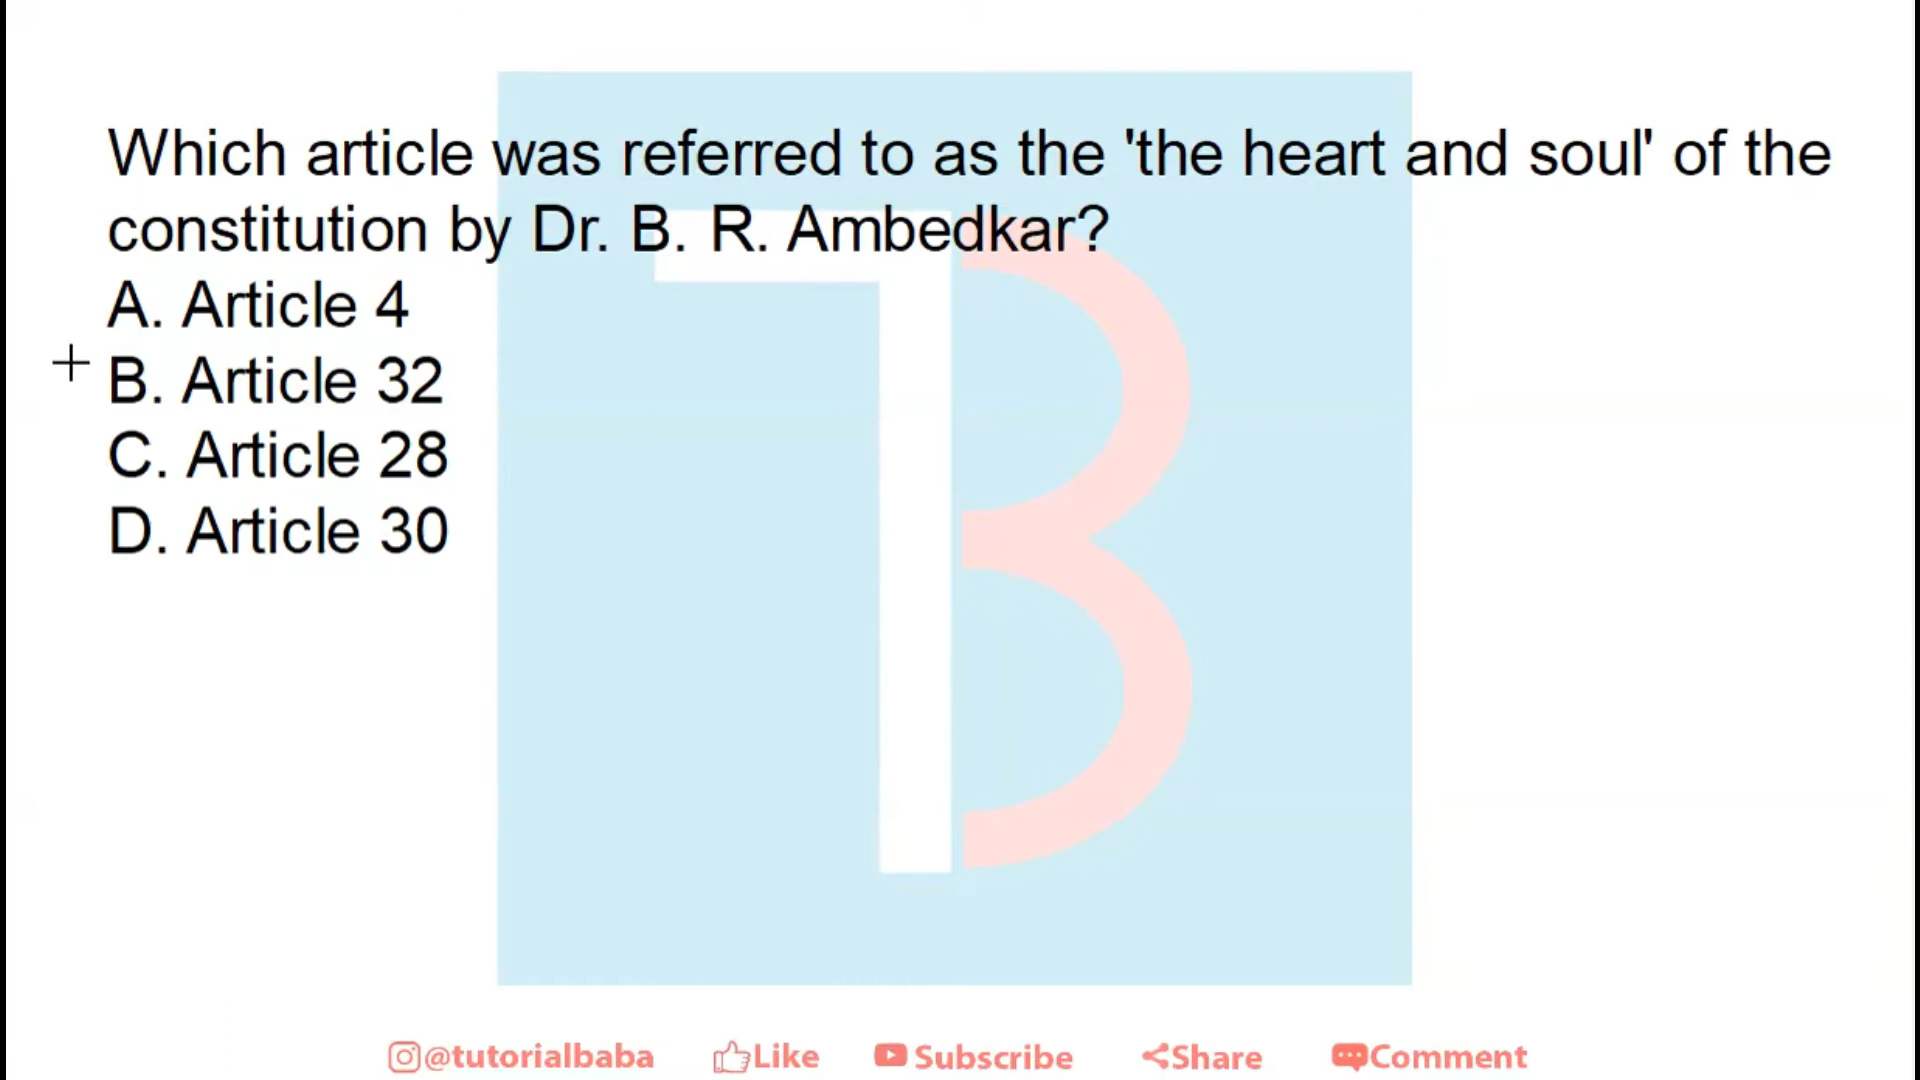 Which article was referred to as the 'the heart and soul' of the
constitution by Dr. B. R. Ambedkar?
A. Article 4
B. Article 32
C. Article 28
D. Article 30
@tutorialbaba Like Subscribe Share Comment